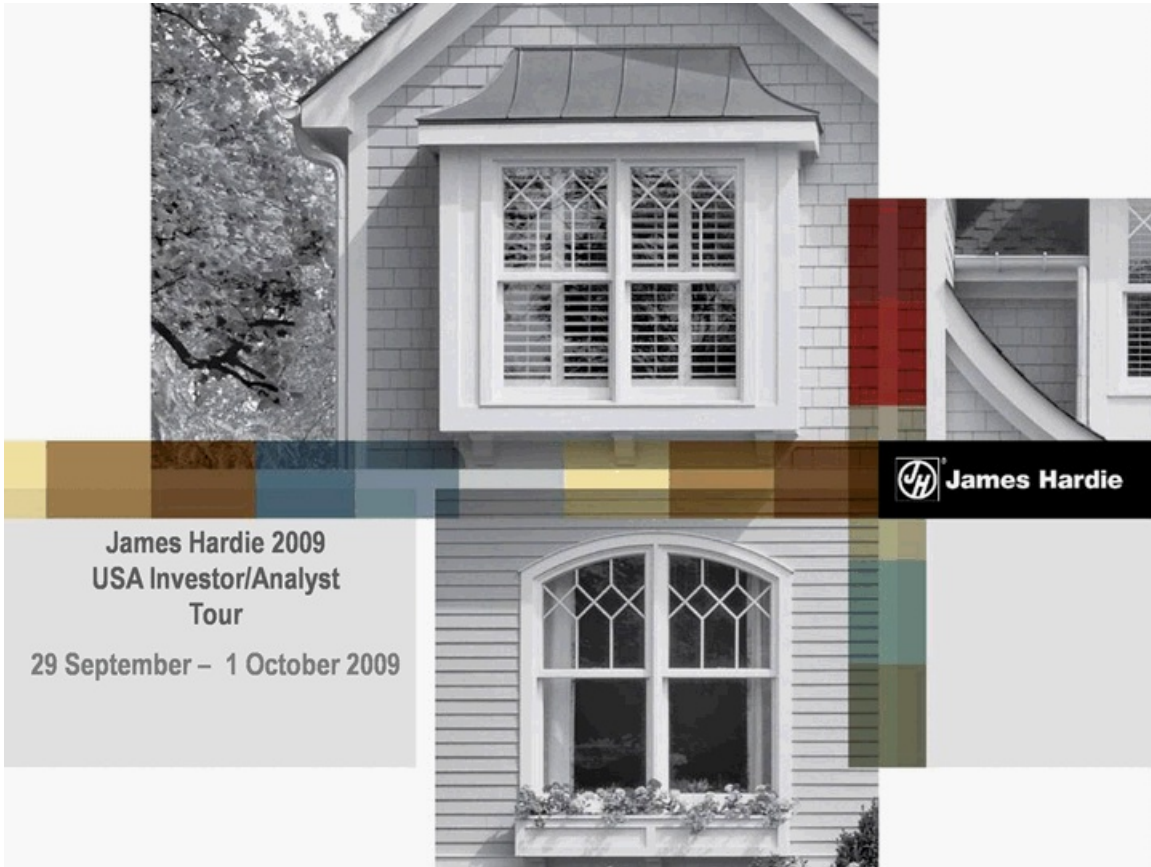 James Hardie
James Hardie 2009
USA Investor/Analyst
Tour
29 September – 1 October 2009